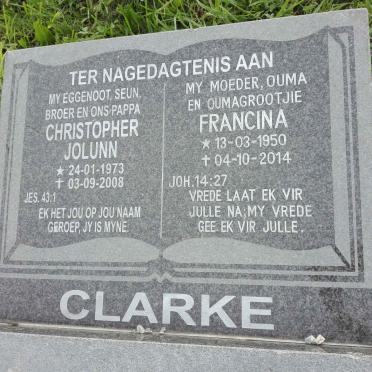 TER NAGEDAGTENIS AAN
MY EGGENOOT, SEUN,
BROER EN ONS PAPPA
CHRISTOPHER
JOLUNN
★ 24-01-1973
✝ 03-09-2008
JES. 43:1
EK HET JOU OP JOU NAAM
GEROEP, JY IS MYNE.
MY MOEDER, OUMA
EN OUMAGROOTJIE
FRANCINA
★ 13-03-1950
✝ 04-10-2014
JOH. 14:27
VREDE LAAT EK VIR
JULLE NA; MY VREDE
GEE EK VIR JULLE.
CLARKE